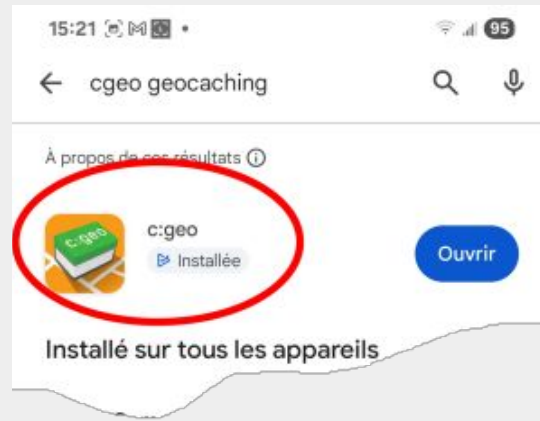 15:21
95
cgeo geocaching
À propos de ces résultats
c:geo
c:geo
Installée
Ouvrir
Installé sur tous les appareils